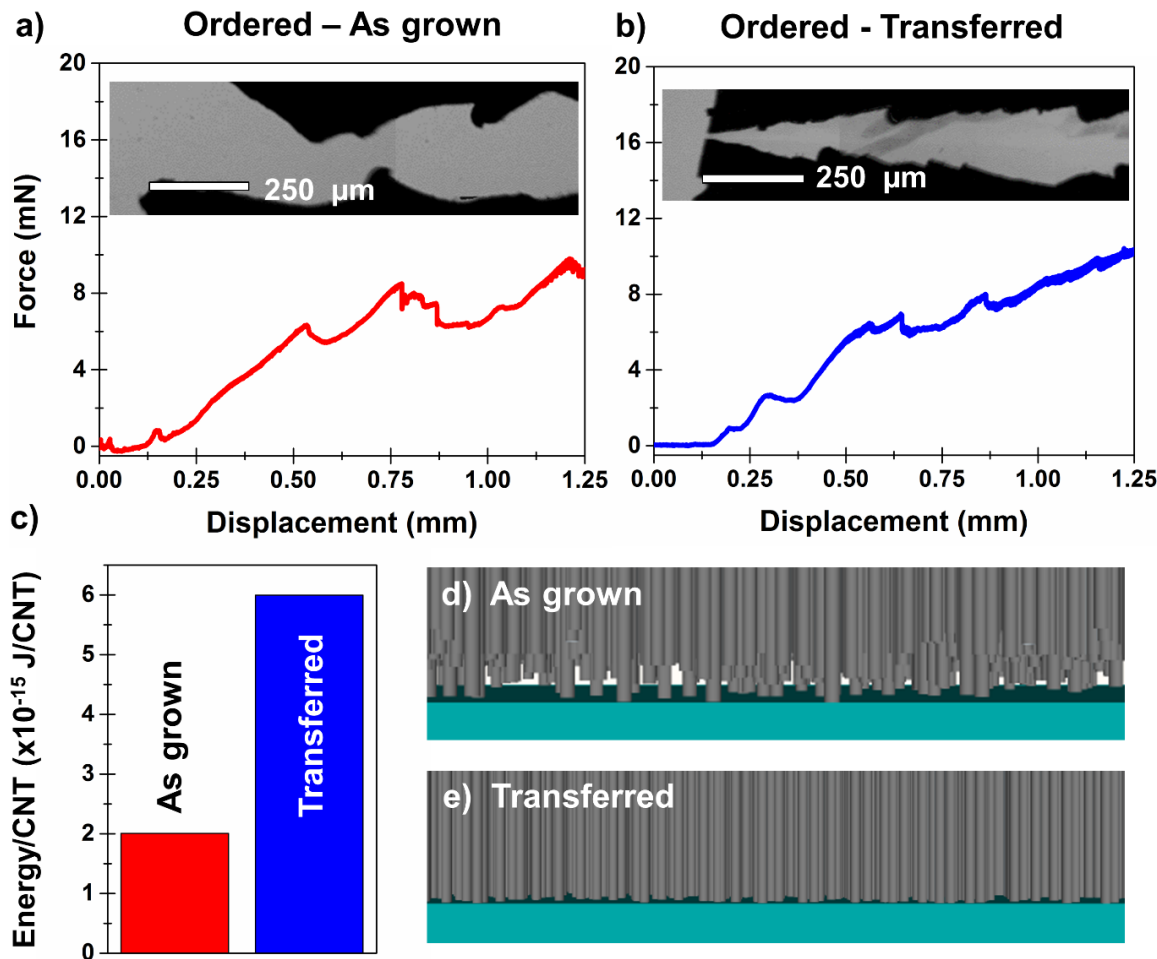 a) Ordered – As grown
b) Ordered - Transferred
20
16
12
8
4
0
Force (mN)
250 µm
0.00 0.25 0.50 0.75 1.00 1.25
Displacement (mm)
20
16
12
8
4
0
250 µm
0.00 0.25 0.50 0.75 1.00 1.25
Displacement (mm)
c)
6
5
4
3
2
1
0
Energy/CNT (x10⁻¹⁵ J/CNT)
As grown
Transferred
d) As grown
e) Transferred